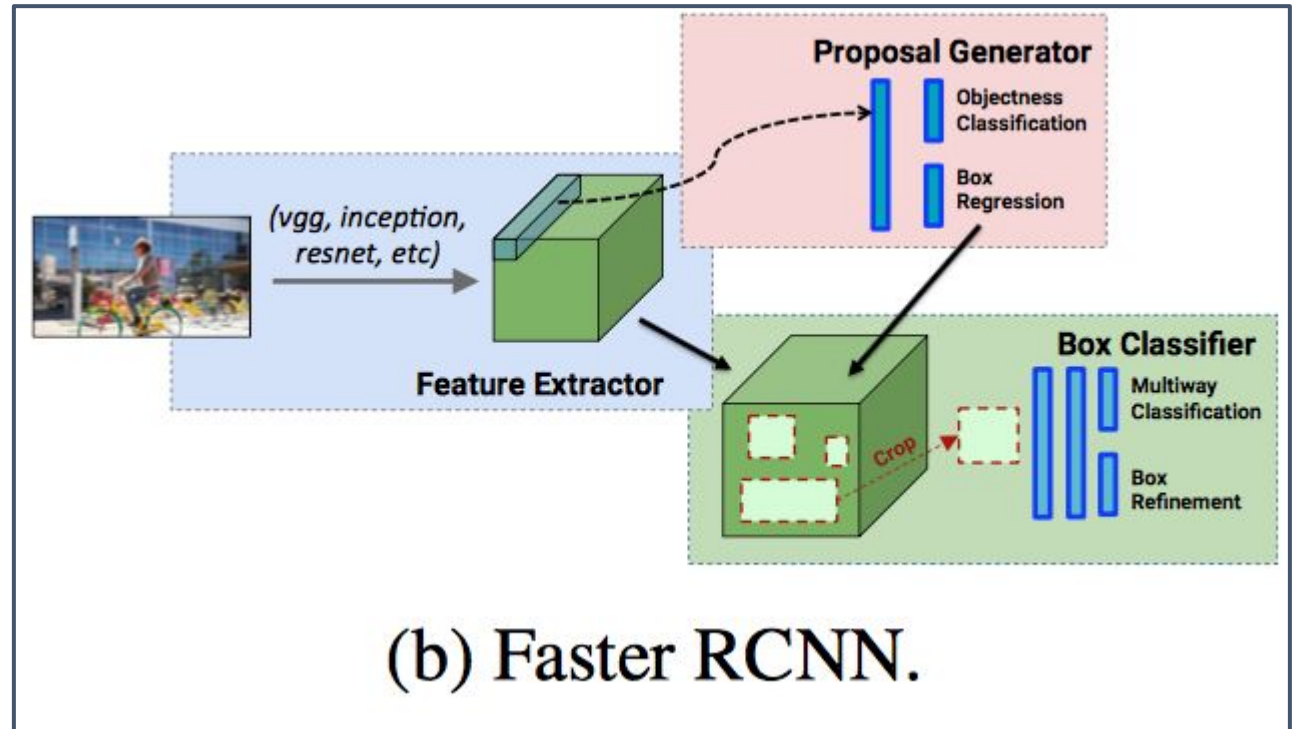 Proposal Generator
Objectness
Classification
Box
Regression
(vgg, inception,
resnet, etc)
Feature Extractor
Box Classifier
Multiway
Classification
Crop
Box
Refinement
(b) Faster RCNN.